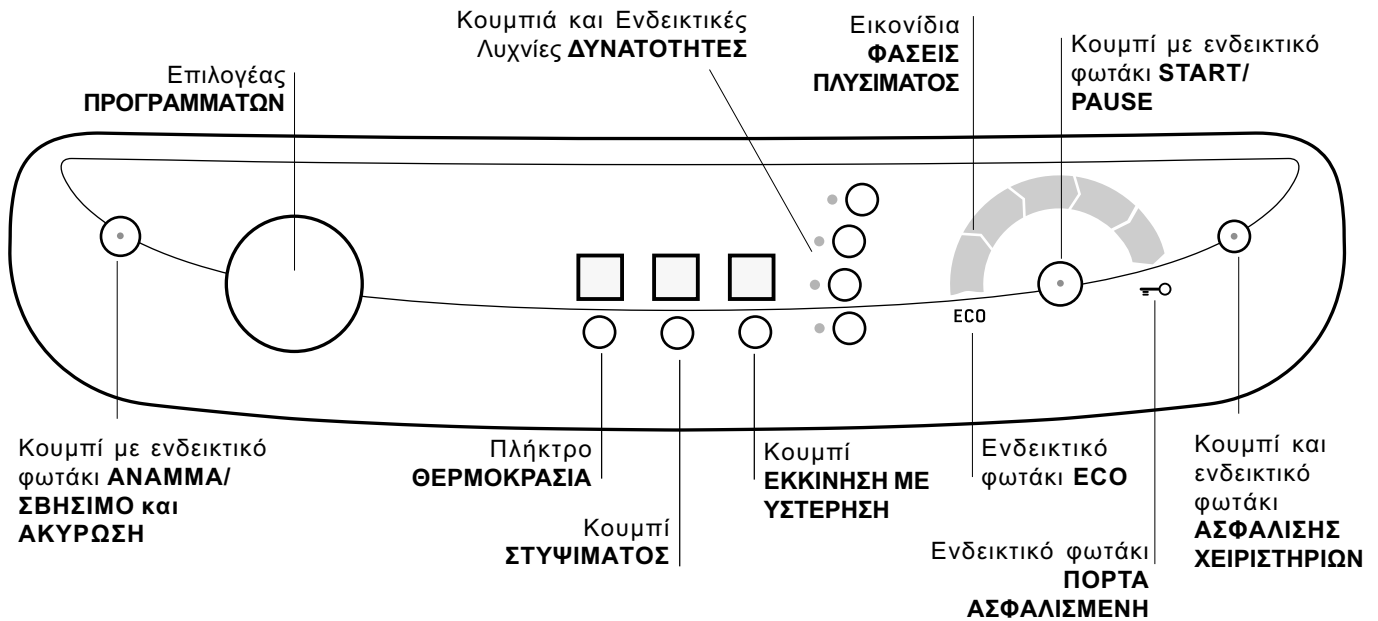 Κουμπιά και Ενδεικτικές
Λυχνίες ΔΥΝΑΤΟΤΗΤΕΣ
Εικονίδια
ΦΑΣΕΙΣ
ΠΛΥΣΙΜΑΤΟΣ
Κουμπί με ενδεικτικό
φωτάκι START/
PAUSE
Επιλογέας
ΠΡΟΓΡΑΜΜΑΤΩΝ
ECO
Κουμπί με ενδεικτικό
φωτάκι ΑΝΑΜΜΑ/
ΣΒΗΣΙΜΟ και
ΑΚΥΡΩΣΗ
Πλήκτρο
ΘΕΡΜΟΚΡΑΣΙΑ
Κουμπί
ΣΤΥΨΙΜΑΤΟΣ
Κουμπί
ΕΚΚΙΝΗΣΗ ΜΕ
ΥΣΤΕΡΗΣΗ
Ενδεικτικό
φωτάκι ECO
Ενδεικτικό φωτάκι
ΠΟΡΤΑ
ΑΣΦΑΛΙΣΜΕΝΗ
Κουμπί και
ενδεικτικό
φωτάκι
ΑΣΦΑΛΙΣΗΣ
ΧΕΙΡΙΣΤΗΡΙΩΝ